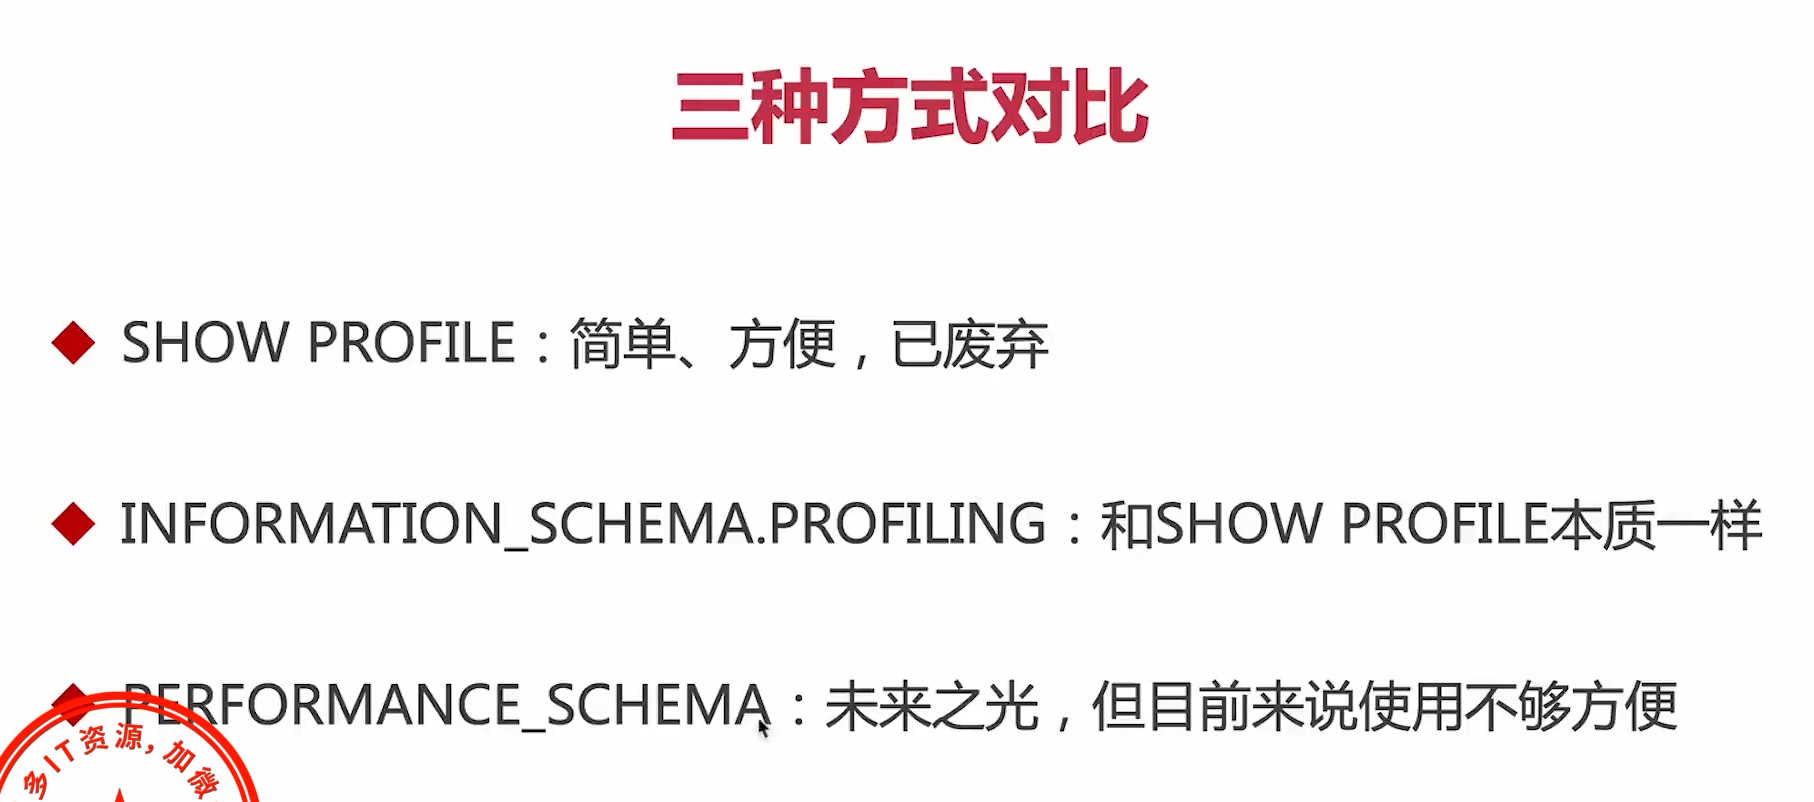 三种方式对比
SHOW PROFILE：简单、方便，已废弃
INFORMATION_SCHEMA.PROFILING：和SHOW PROFILE本质一样
PERFORMANCE_SCHEMA：未来之光，但目前来说使用不够方便
多IT资源，加微